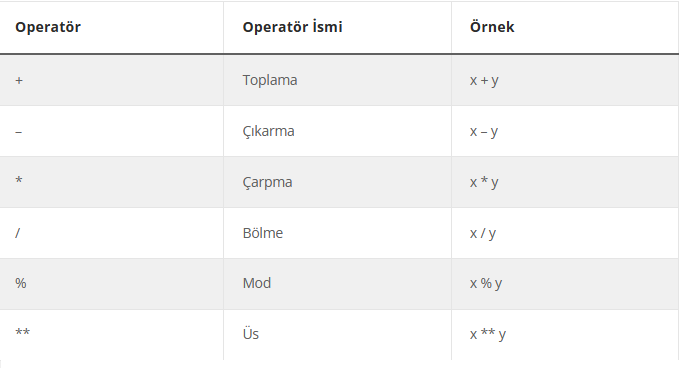 Operatör Operatör İsmi Örnek
+ Toplama x + y
– Çıkarma x – y
* Çarpma x * y
/ Bölme x / y
% Mod x % y
** Üs x ** y